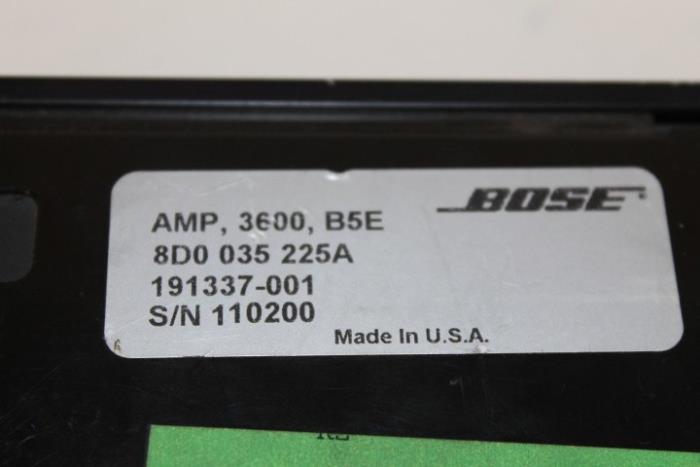 BOSE
AMP, 3600, B5E
8D0 035 225A
191337-001
S/N 110200
Made In U.S.A.